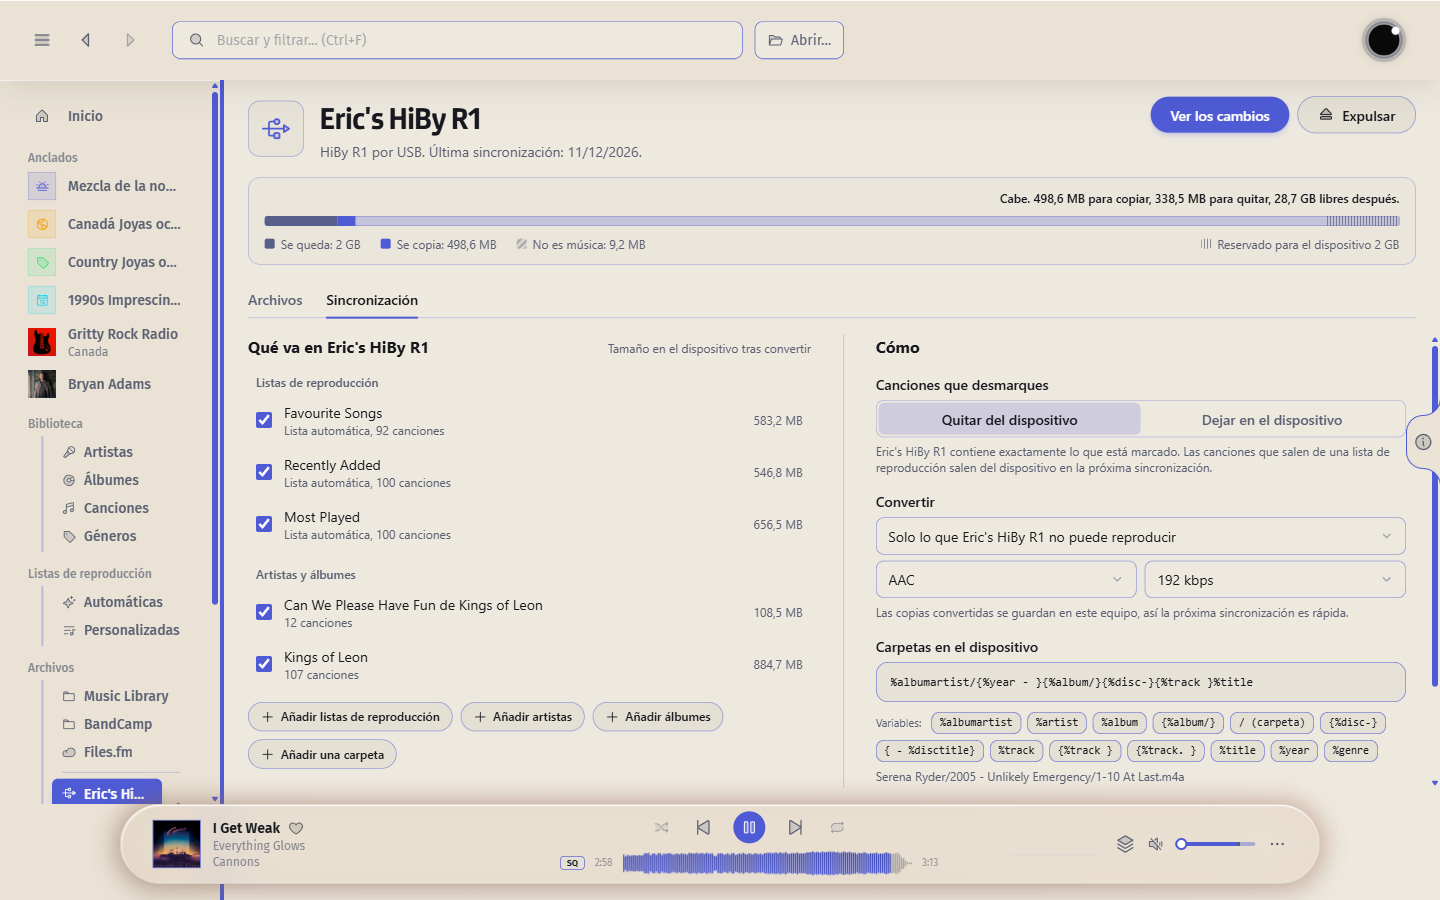 Buscar y filtrar... (Ctrl+F)
Abrir...
Inicio
Anclados
Mezcla de la no...
Canadá Joyas oc...
Country Joyas o...
1990s Imprescin...
Gritty Rock Radio
Canada
Bryan Adams
Biblioteca
Artistas
Álbumes
Canciones
Géneros
Listas de reproducción
Automáticas
Personalizadas
Archivos
Music Library
BandCamp
Files.fm
Eric's Hi...
Eric's HiBy R1
HiBy R1 por USB. Última sincronización: 11/12/2026.
Ver los cambios
Expulsar
Cabe. 498,6 MB para copiar, 338,5 MB para quitar, 28,7 GB libres después.
Se queda: 2 GB
Se copia: 498,6 MB
No es música: 9,2 MB
Reservado para el dispositivo 2 GB
Archivos
Sincronización
Qué va en Eric's HiBy R1
Tamaño en el dispositivo tras convertir
Listas de reproducción
Favourite Songs
Lista automática, 92 canciones
583,2 MB
Recently Added
Lista automática, 100 canciones
546,8 MB
Most Played
Lista automática, 100 canciones
656,5 MB
Artistas y álbumes
Can We Please Have Fun de Kings of Leon
12 canciones
108,5 MB
Kings of Leon
107 canciones
884,7 MB
Añadir listas de reproducción
Añadir artistas
Añadir álbumes
Añadir una carpeta
Cómo
Canciones que desmarques
Quitar del dispositivo
Dejar en el dispositivo
Eric's HiBy R1 contiene exactamente lo que está marcado. Las canciones que salen de una lista de
reproducción salen del dispositivo en la próxima sincronización.
Convertir
Solo lo que Eric's HiBy R1 no puede reproducir
AAC
192 kbps
Las copias convertidas se guardan en este equipo, así la próxima sincronización es rápida.
Carpetas en el dispositivo
%albumartist/{%year - }{%album/}{%disc-}{%track }%title
Variables: %albumartist %artist %album {%album/} / (carpeta) {%disc-}
{ - %disctitle} %track {%track } {%track. } %title %year %genre
Serena Ryder/2005 - Unlikely Emergency/1-10 At Last.m4a
I Get Weak
Everything Glows
Cannons
SQ
2:58
3:13